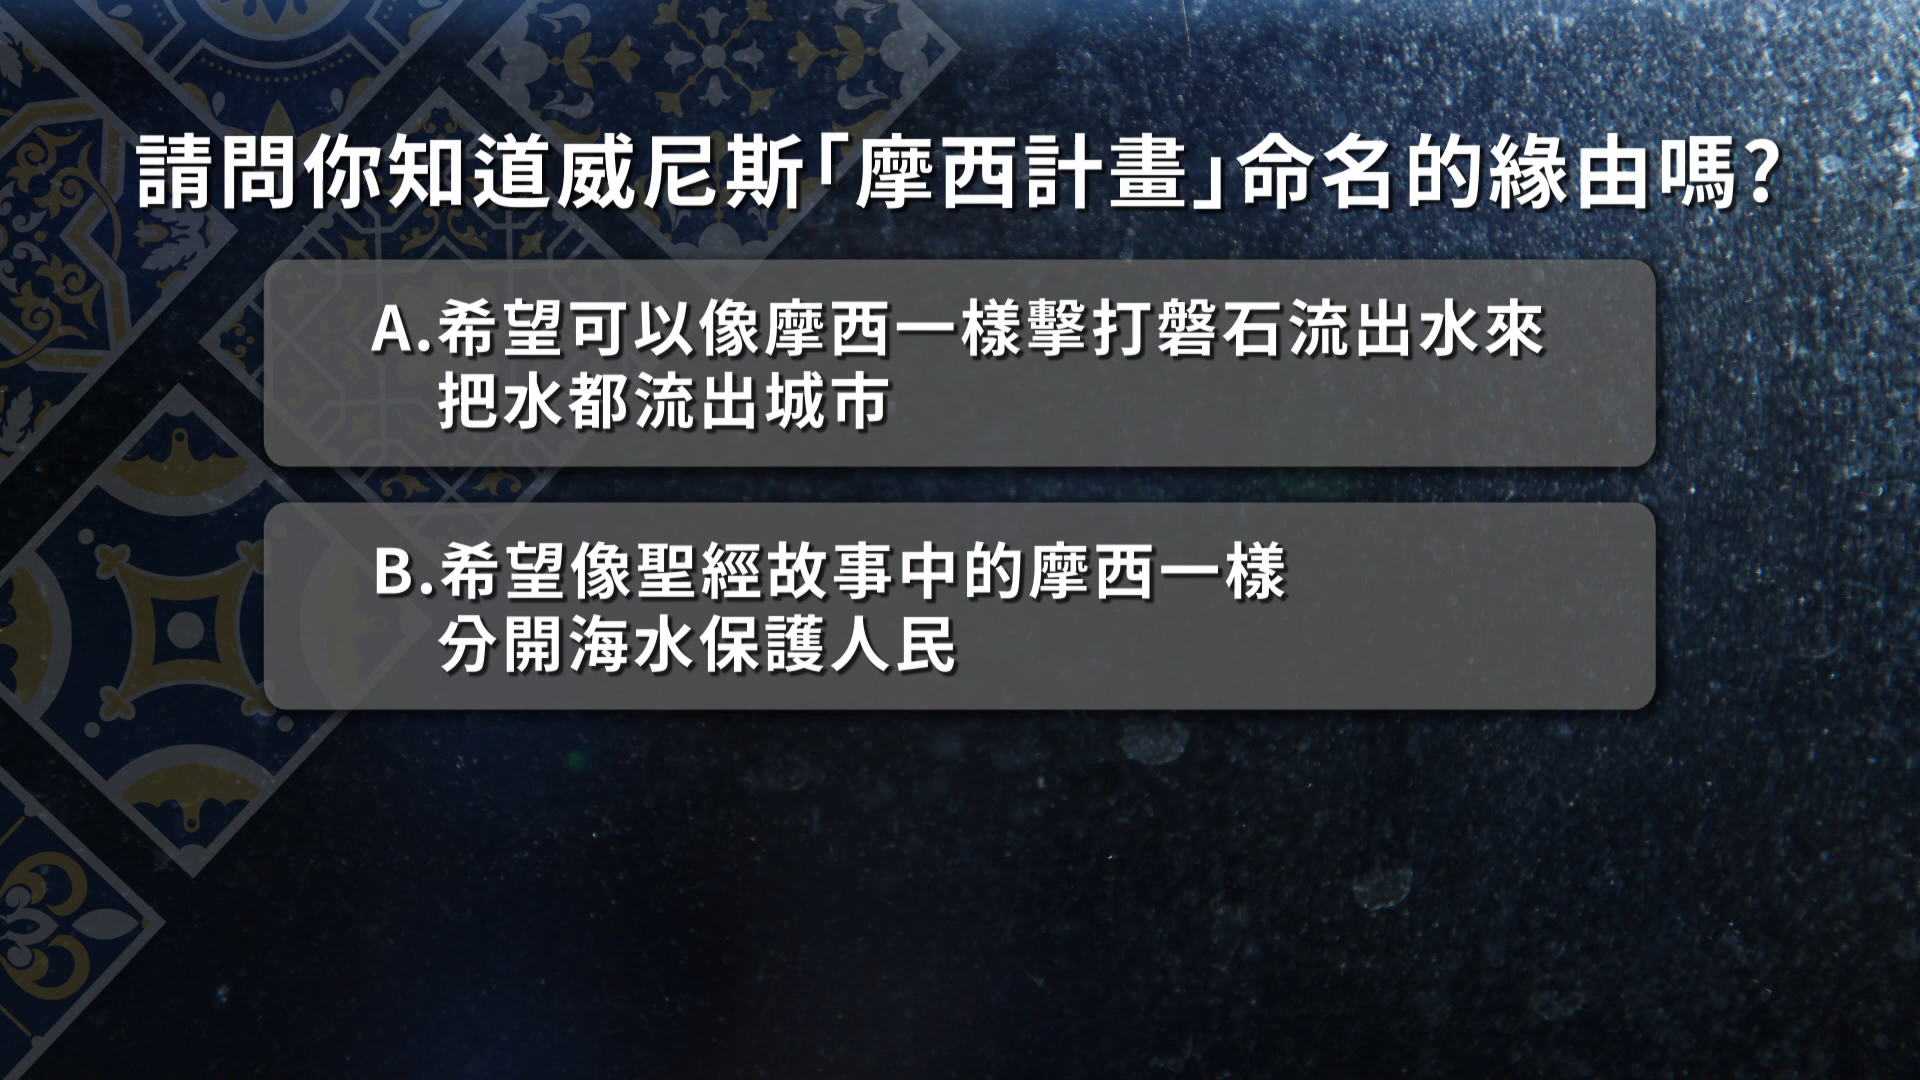 請問你知道威尼斯「摩西計畫」命名的緣由嗎?
A.希望可以像摩西一樣擊打磐石流出水來
把水都流出城市
B.希望像聖經故事中的摩西一樣
分開海水保護人民